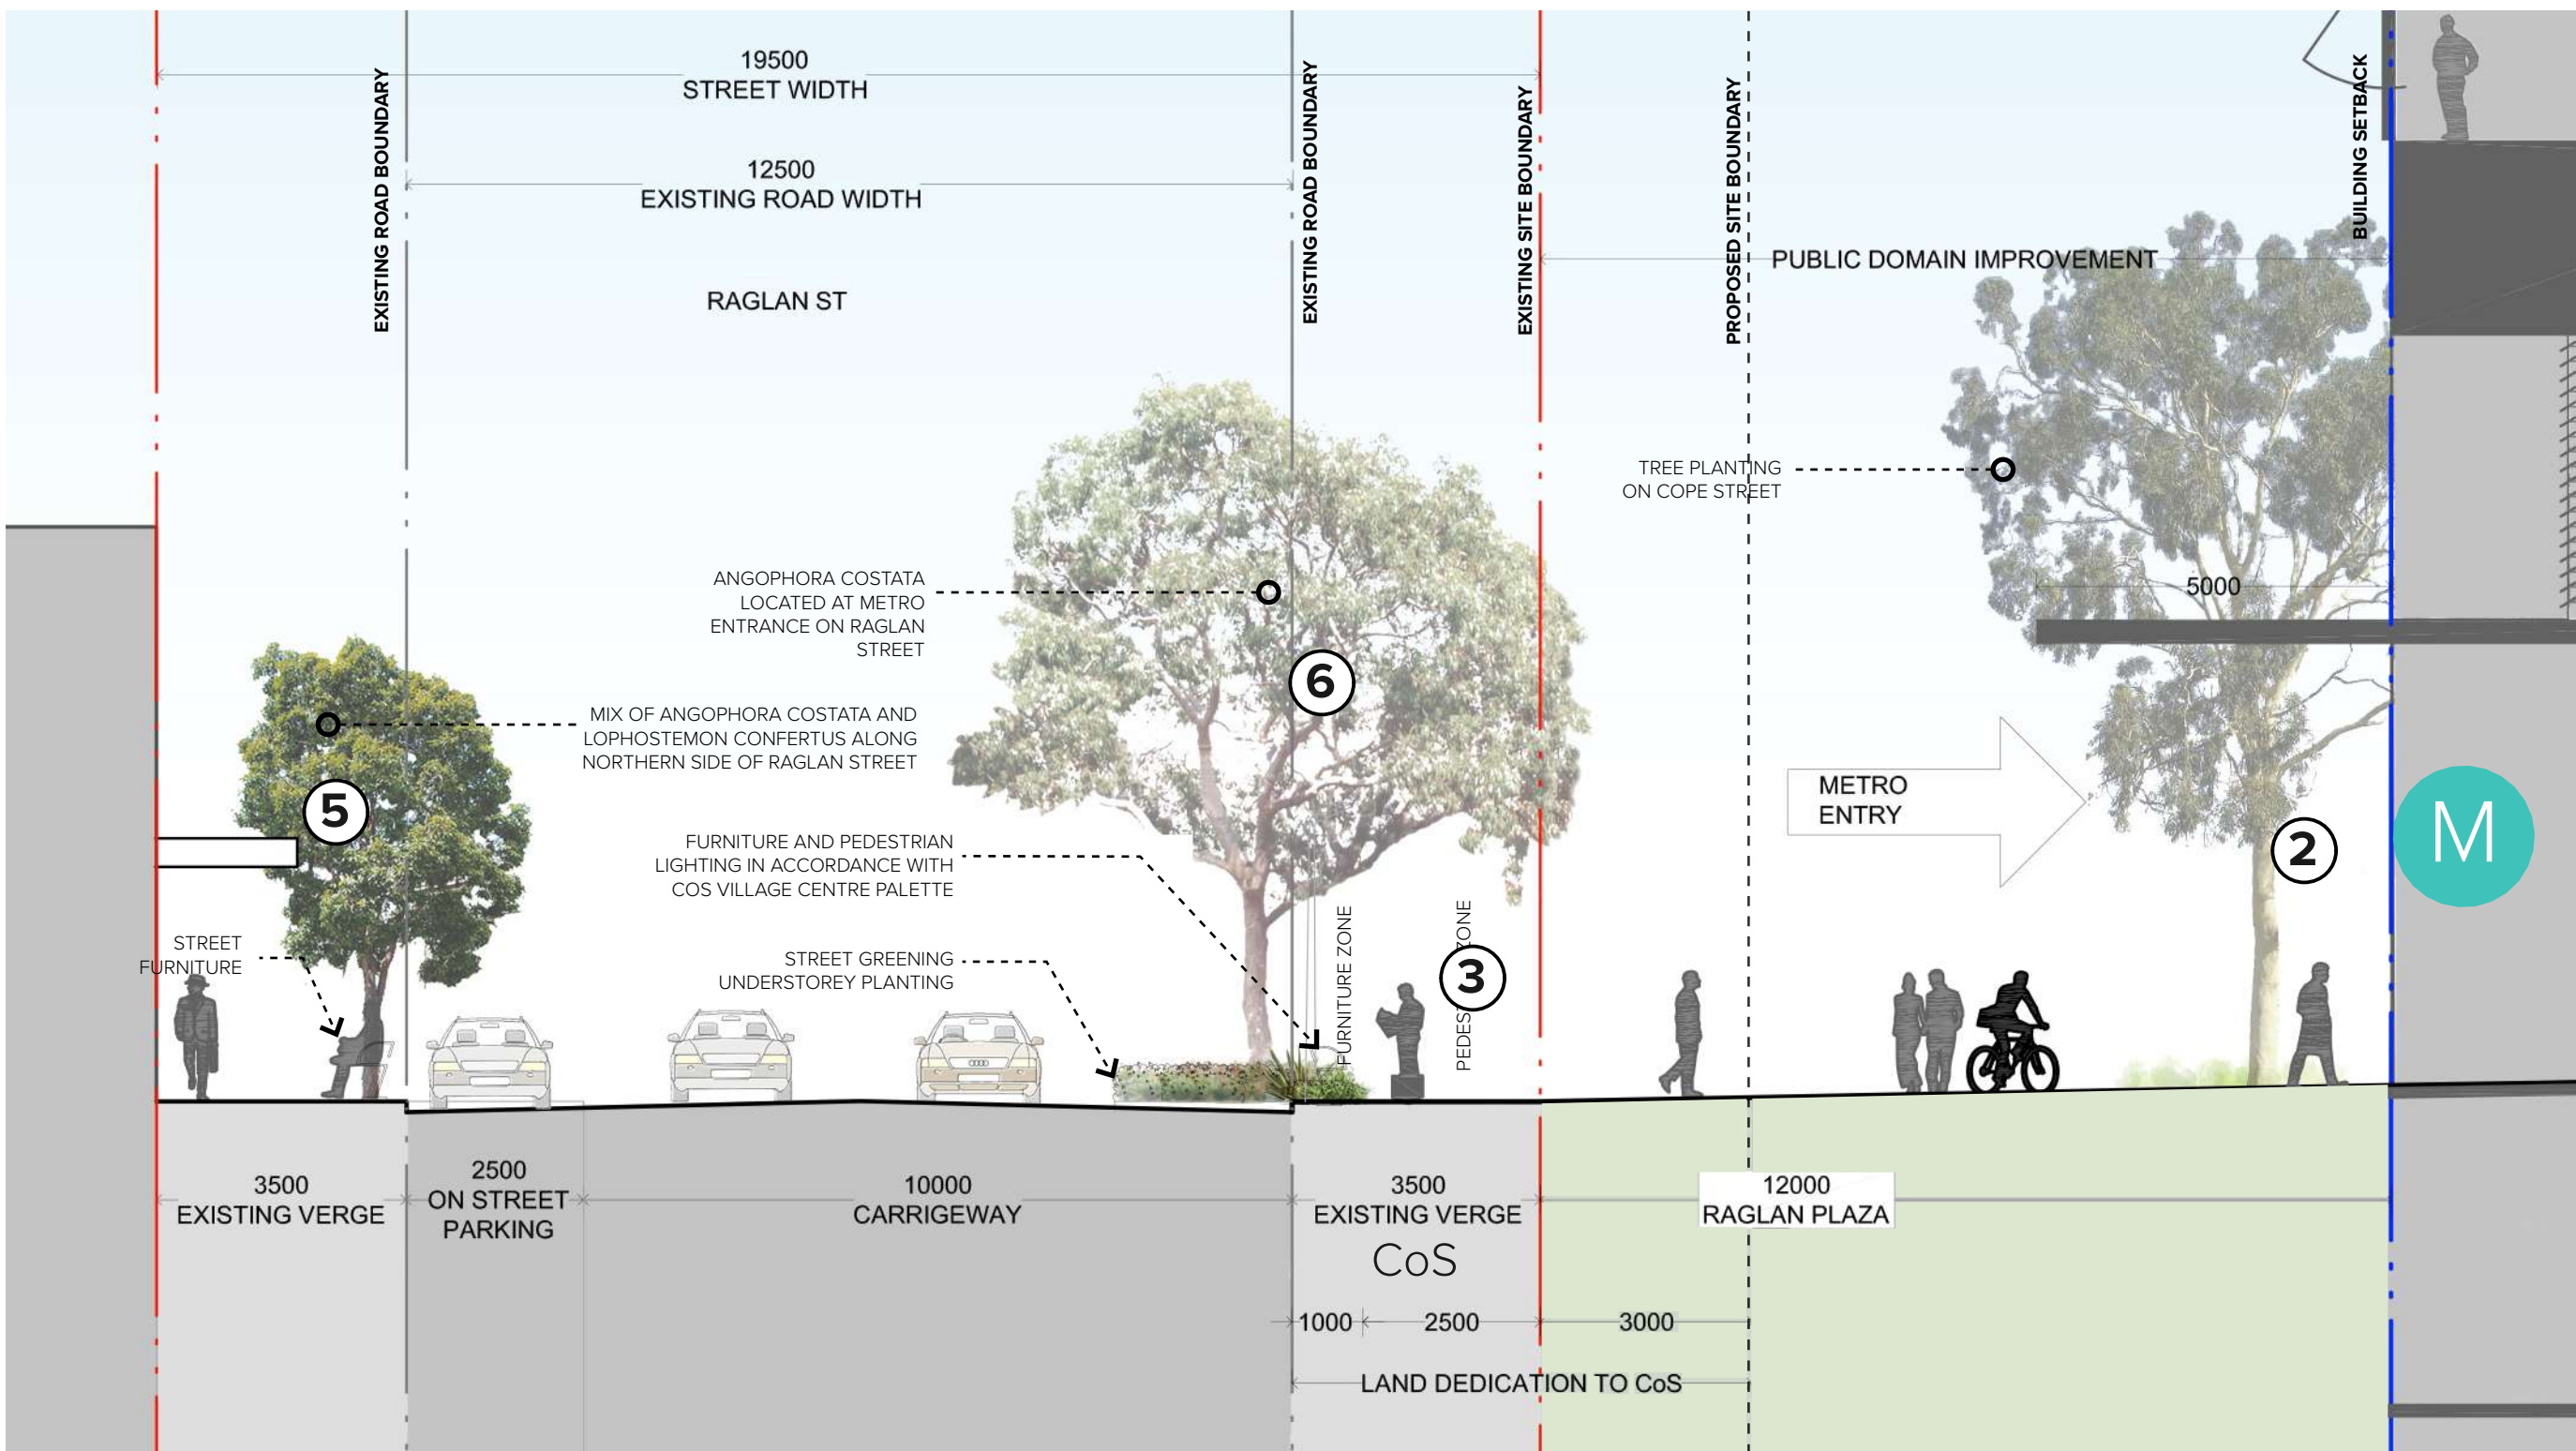 19500
STREET WIDTH
12500
EXISTING ROAD WIDTH
RAGLAN ST
EXISTING ROAD BOUNDARY
EXISTING ROAD BOUNDARY
EXISTING SITE BOUNDARY
PROPOSED SITE BOUNDARY
BUILDING SETBACK
PUBLIC DOMAIN IMPROVEMENT
TREE PLANTING
ON COPE STREET
5000
ANGOPHORA COSTATA
LOCATED AT METRO
ENTRANCE ON RAGLAN
STREET
6
MIX OF ANGOPHORA COSTATA AND
LOPHOSTEMON CONFERTUS ALONG
NORTHERN SIDE OF RAGLAN STREET
5
METRO
ENTRY
2
M
FURNITURE AND PEDESTRIAN
LIGHTING IN ACCORDANCE WITH
COS VILLAGE CENTRE PALETTE
STREET
FURNITURE
STREET GREENING
UNDERSTOREY PLANTING
FURNITURE ZONE
ZONE
3
3500
EXISTING VERGE
2500
ON STREET
PARKING
10000
CARRIGEWAY
3500
EXISTING VERGE
CoS
12000
RAGLAN PLAZA
1000
2500
3000
LAND DEDICATION TO CoS